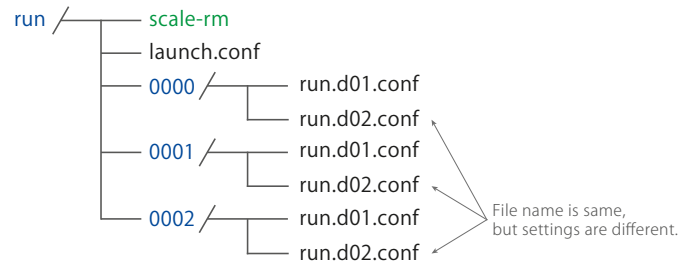 run scale-rm
launch.conf
0000 run.d01.conf
run.d02.conf
0001 run.d01.conf
run.d02.conf
0002 run.d01.conf
run.d02.conf
File name is same,
but settings are different.